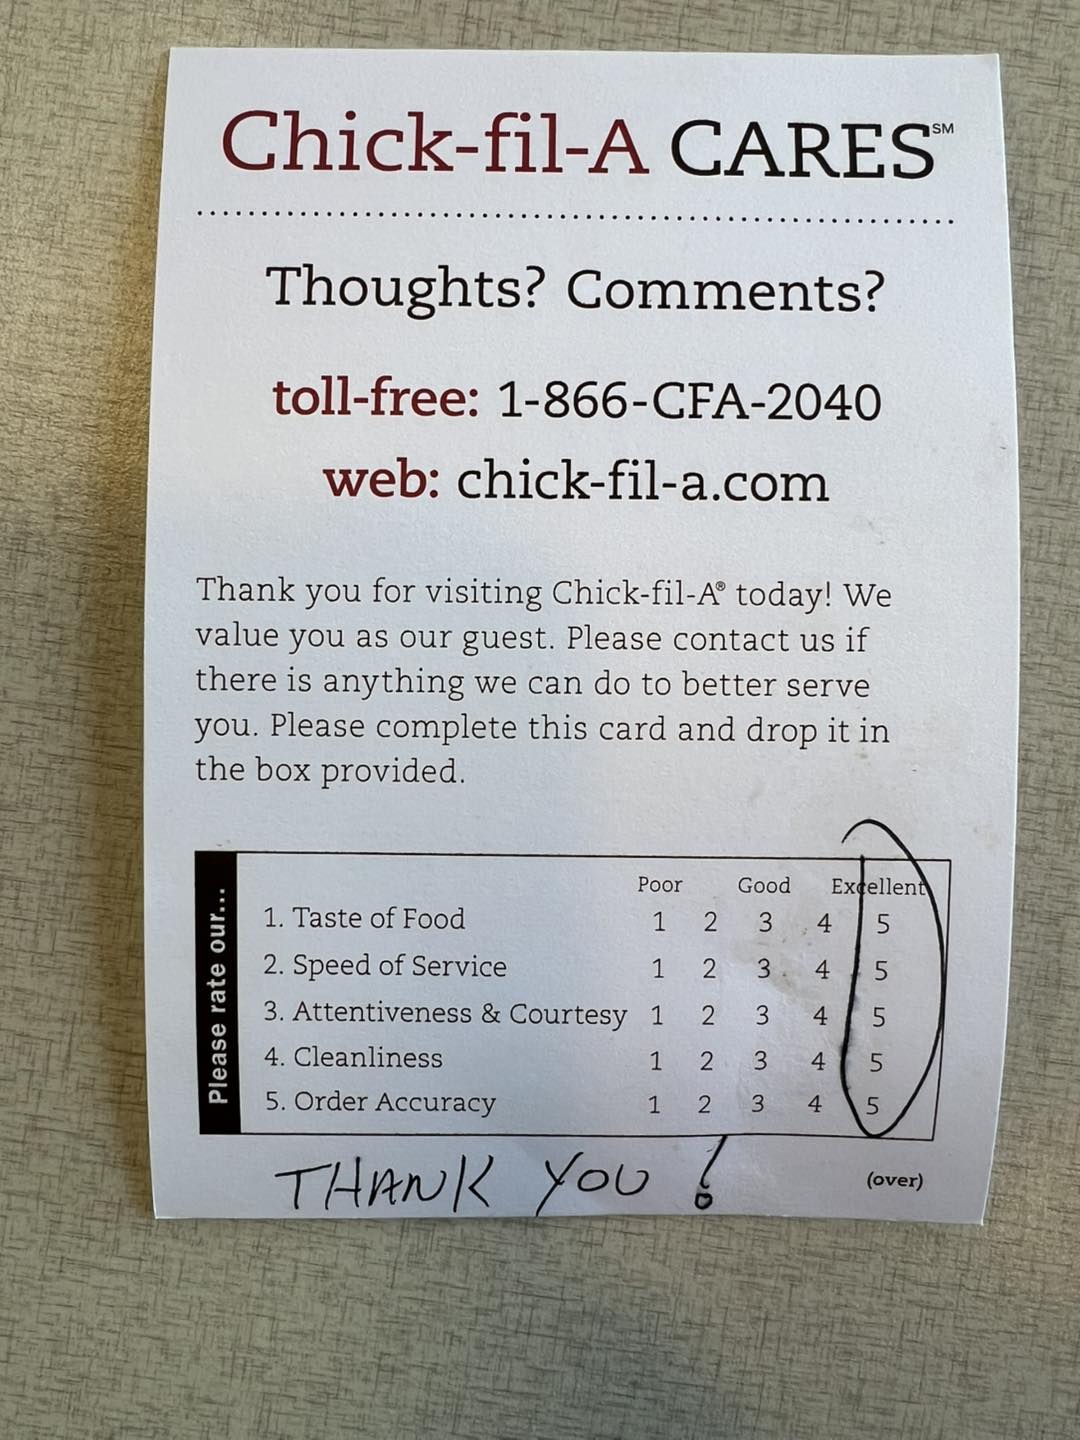 Chick-fil-A CARES℠
Thoughts? Comments?
toll-free: 1-866-CFA-2040
web: chick-fil-a.com
Thank you for visiting Chick-fil-A® today! We
value you as our guest. Please contact us if
there is anything we can do to better serve
you. Please complete this card and drop it in
the box provided.
Please rate our...
Poor Good Excellent
1. Taste of Food 1 2 3 4 5
2. Speed of Service 1 2 3 4 5
3. Attentiveness & Courtesy 1 2 3 4 5
4. Cleanliness 1 2 3 4 5
5. Order Accuracy 1 2 3 4 5
THANK YOU !
(over)